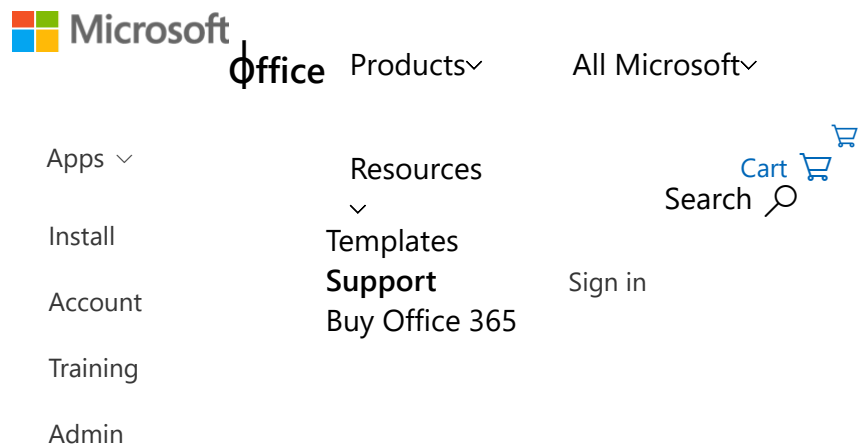 Microsoft
Office
Products
All Microsoft
Apps
Resources
Cart
Search
Install
Templates
Support
Sign in
Account
Buy Office 365
Training
Admin